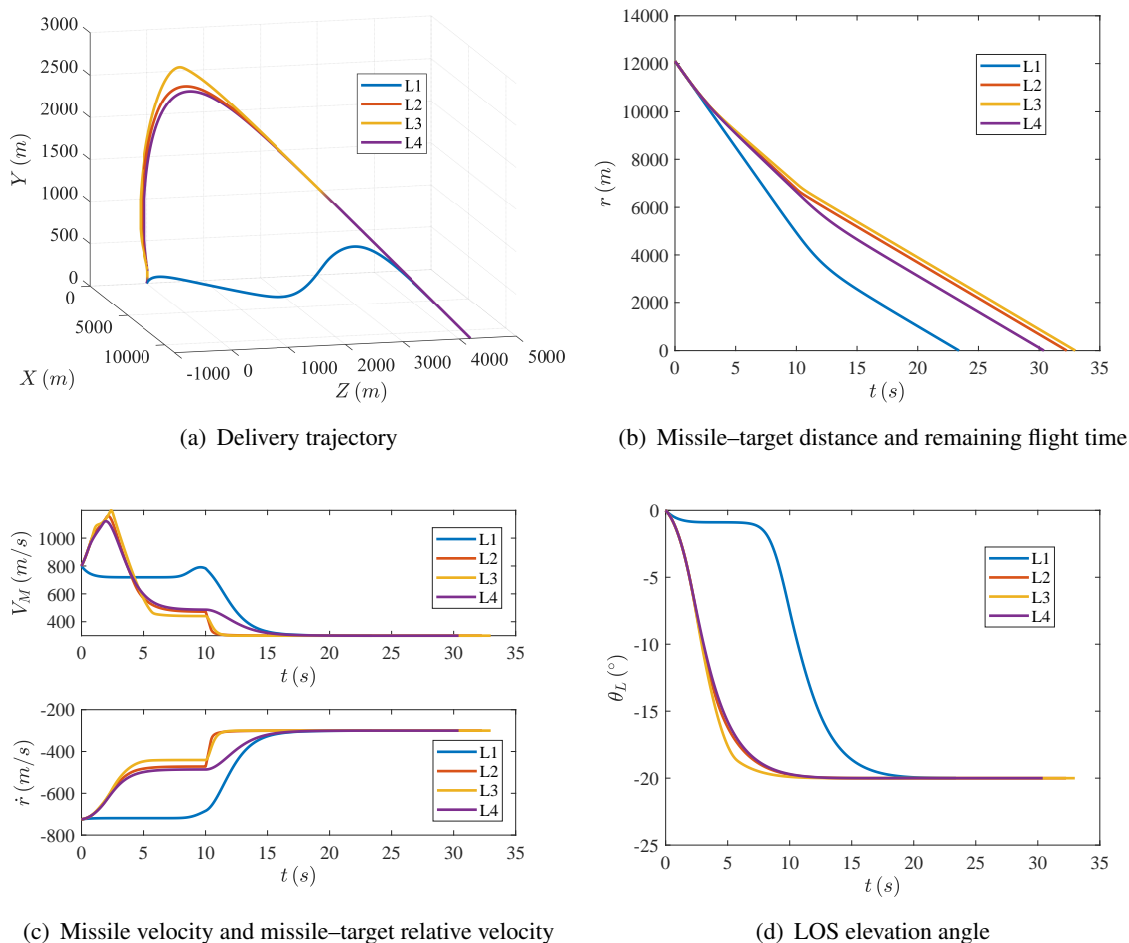 3000
2500
2000
1500
1000
500
0
Y (m)
0
5000
10000
X (m)
-1000
0
1000
2000
3000
4000
5000
Z (m)
L1
L2
L3
L4
(a) Delivery trajectory
14000
12000
10000
8000
6000
4000
2000
0
r (m)
0 5 10 15 20 25 30 35
t (s)
L1
L2
L3
L4
(b) Missile–target distance and remaining flight time
1000
800
600
400
V_M (m/s)
0 5 10 15 20 25 30 35
t (s)
L1
L2
L3
L4
-200
-400
-600
-800
ṙ (m/s)
0 5 10 15 20 25 30 35
t (s)
L1
L2
L3
L4
(c) Missile velocity and missile–target relative velocity
0
-5
-10
-15
-20
-25
θ_L (°)
0 5 10 15 20 25 30 35
t (s)
L1
L2
L3
L4
(d) LOS elevation angle